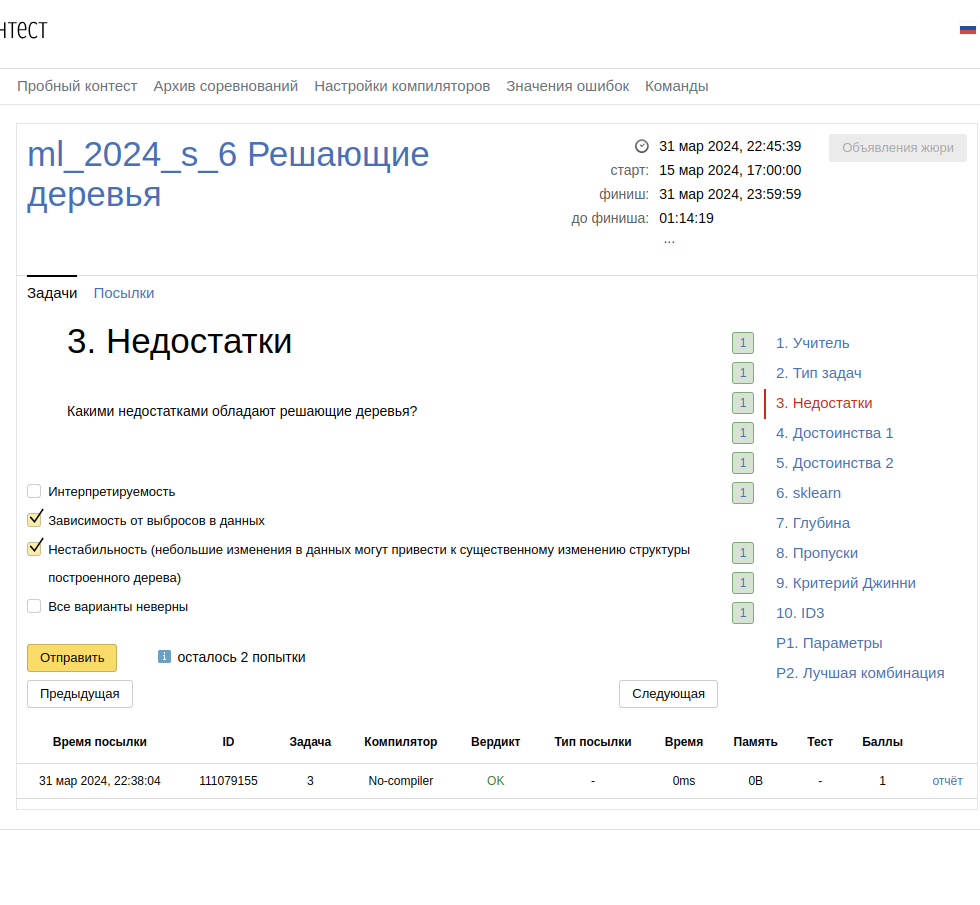 нтест
Пробный контест Архив соревнований Настройки компиляторов Значения ошибок Команды
ml_2024_s_6 Решающие
деревья
31 мар 2024, 22:45:39
старт: 15 мар 2024, 17:00:00
финиш: 31 мар 2024, 23:59:59
до финиша: 01:14:19
...
Объявления жюри
Задачи Посылки
3. Недостатки
Какими недостатками обладают решающие деревья?
Интерпретируемость
Зависимость от выбросов в данных
Нестабильность (небольшие изменения в данных могут привести к существенному изменению структуры
построенного дерева)
Все варианты неверны
Отправить i осталось 2 попытки
Предыдущая Следующая
1 1. Учитель
1 2. Тип задач
1 3. Недостатки
1 4. Достоинства 1
1 5. Достоинства 2
1 6. sklearn
7. Глубина
1 8. Пропуски
1 9. Критерий Джинни
1 10. ID3
P1. Параметры
P2. Лучшая комбинация
Время посылки ID Задача Компилятор Вердикт Тип посылки Время Память Тест Баллы
31 мар 2024, 22:38:04 111079155 3 No-compiler OK - 0ms 0B - 1 отчёт